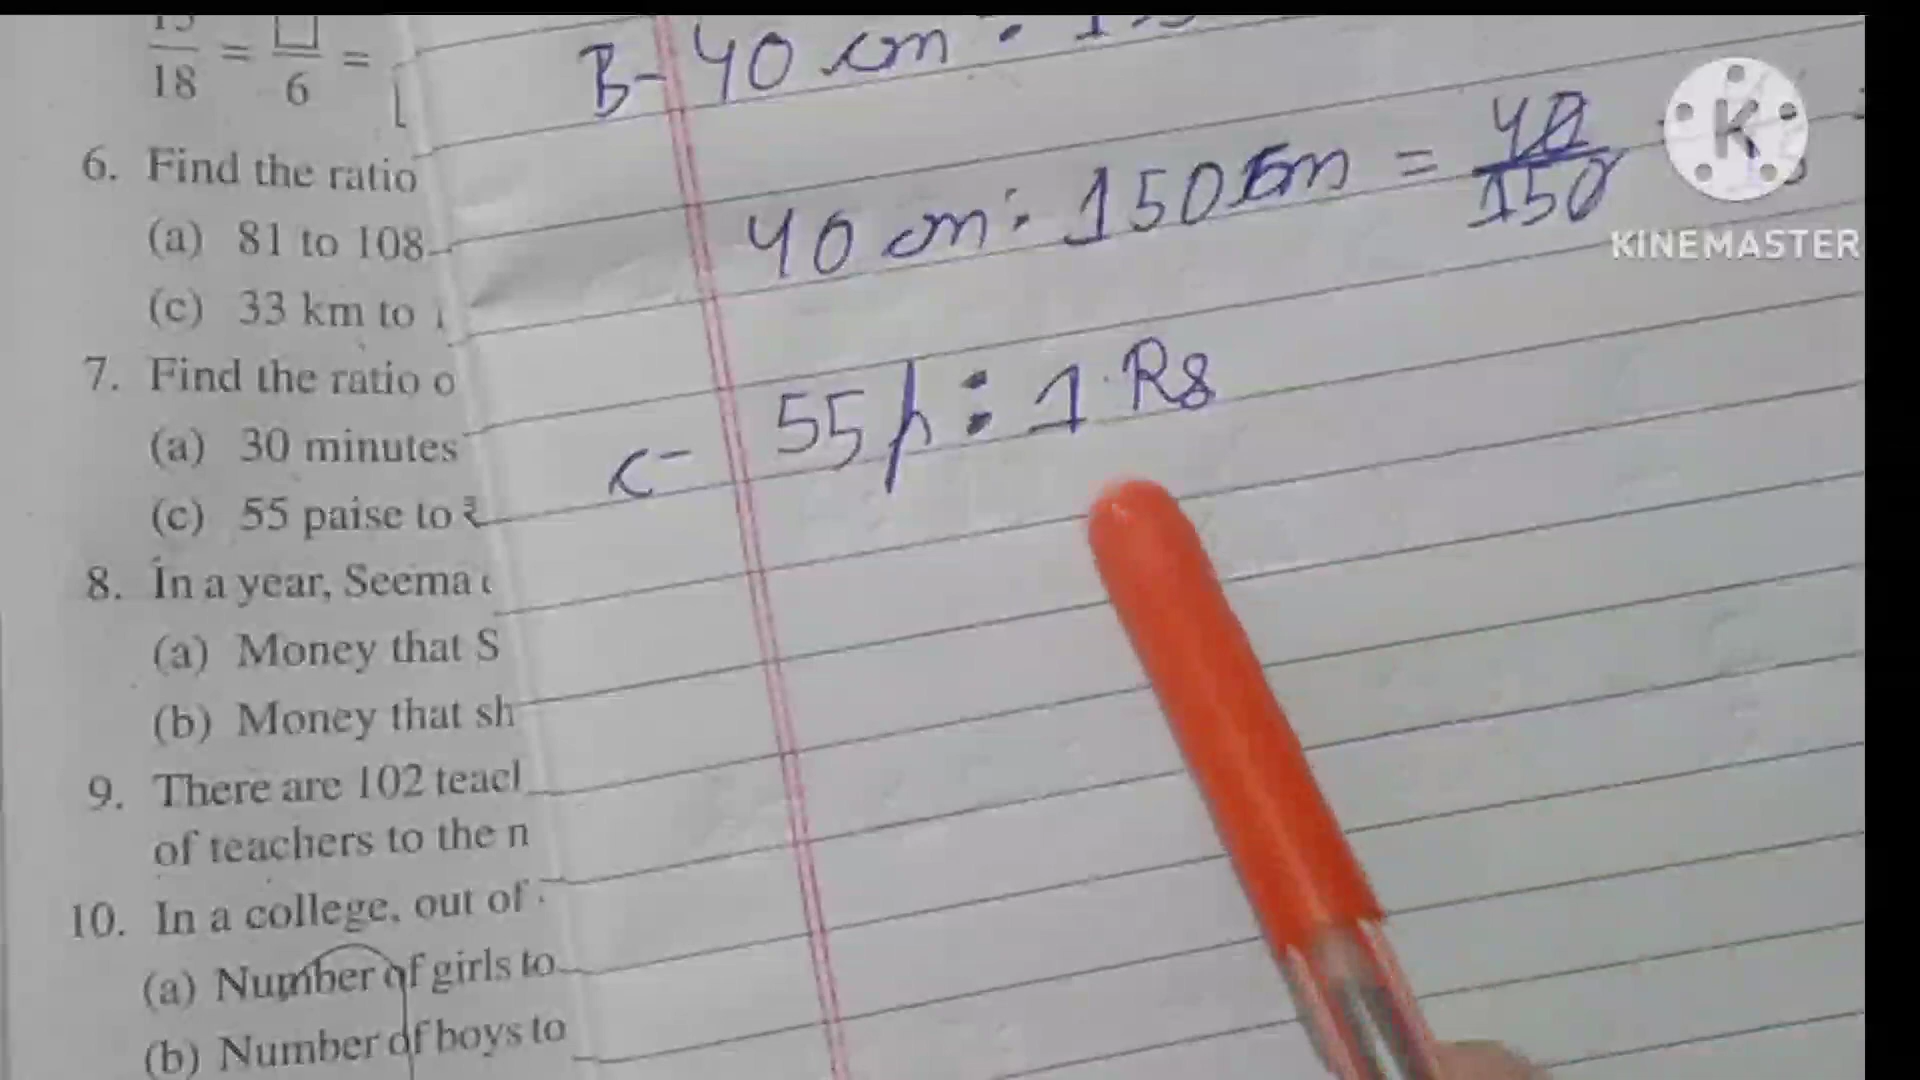 15/18 = □/6 =
6. Find the ratio
(a) 81 to 108
(c) 33 km to
7. Find the ratio o
(a) 30 minutes
(c) 55 paise to ₹
8. In a year, Seema
(a) Money that S
(b) Money that sh
9. There are 102 teach
of teachers to the n
10. In a college, out of
(a) Number of girls to
(b) Number of boys to
B- 40 cm :
40 cm : 150 cm = 40/150
C- 55 p : 1 Rs
K
KINEMASTER